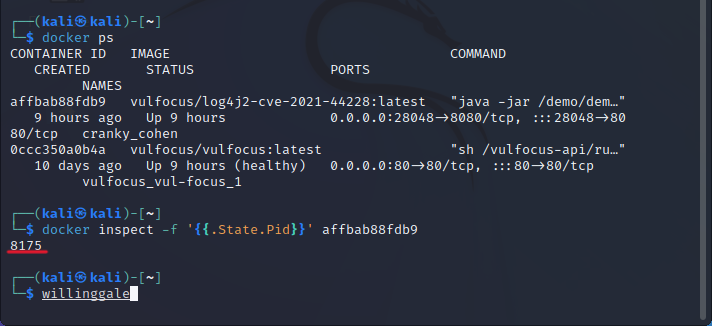 ┌──(kali㉿kali)-[~]
└─$ docker ps
CONTAINER ID   IMAGE                                   COMMAND
   CREATED       STATUS                 PORTS
         NAMES
affbab88fdb9   vulfocus/log4j2-cve-2021-44228:latest   "java -jar /demo/dem…"
   9 hours ago   Up 9 hours             0.0.0.0:28048→8080/tcp, :::28048→80
80/tcp   cranky_cohen
0ccc350a0b4a   vulfocus/vulfocus:latest                "sh /vulfocus-api/ru…"
   10 days ago   Up 9 hours (healthy)   0.0.0.0:80→80/tcp, :::80→80/tcp
         vulfocus_vul-focus_1
┌──(kali㉿kali)-[~]
└─$ docker inspect -f '{{.State.Pid}}' affbab88fdb9
8175
┌──(kali㉿kali)-[~]
└─$ willinggale